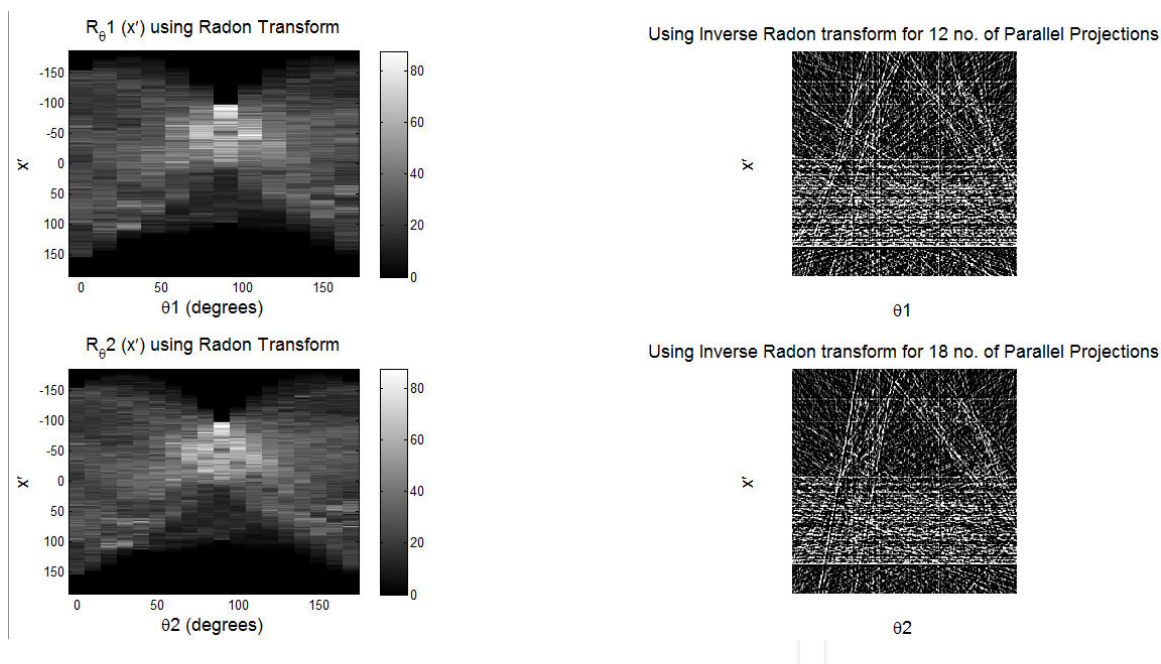 R_θ1 (x′) using Radon Transform
-150
-100
-50
0
50
100
150
x′
0 50 100 150
θ1 (degrees)
80
60
40
20
0
Using Inverse Radon transform for 12 no. of Parallel Projections
x′
θ1
R_θ2 (x′) using Radon Transform
-150
-100
-50
0
50
100
150
x′
0 50 100 150
θ2 (degrees)
80
60
40
20
0
Using Inverse Radon transform for 18 no. of Parallel Projections
x′
θ2